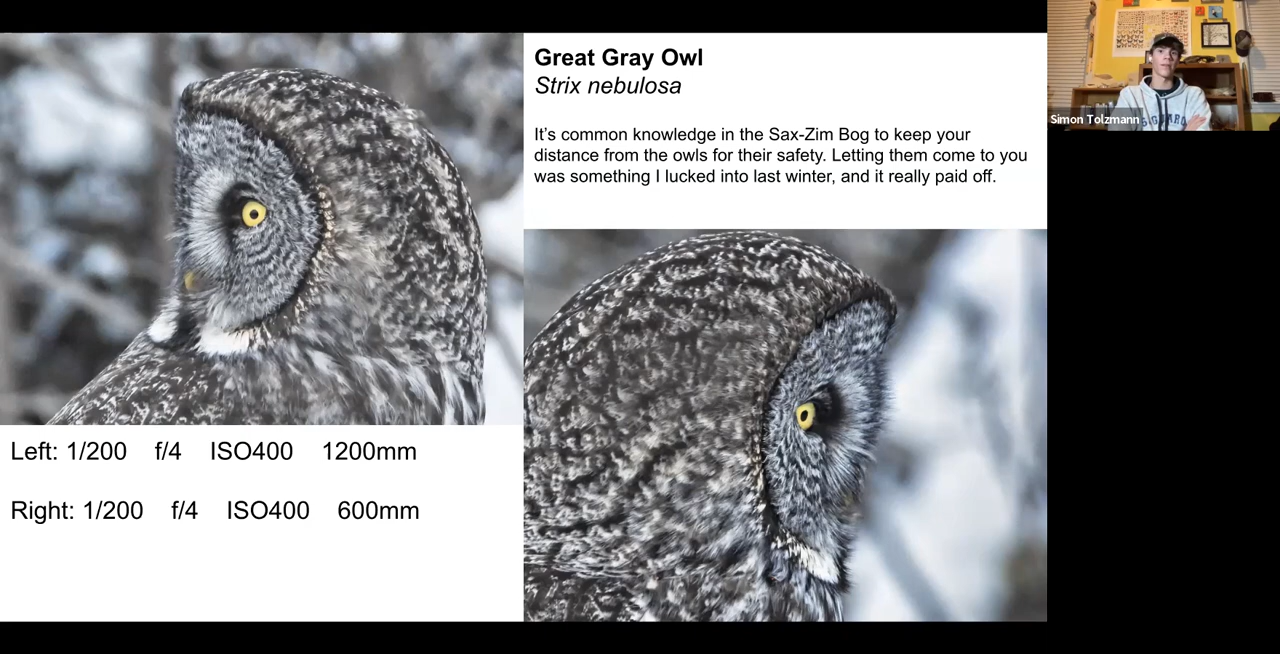 Great Gray Owl
Strix nebulosa
It's common knowledge in the Sax-Zim Bog to keep your
distance from the owls for their safety. Letting them come to you
was something I lucked into last winter, and it really paid off.
Left: 1/200 f/4 ISO400 1200mm
Right: 1/200 f/4 ISO400 600mm
Simon Tolzmann